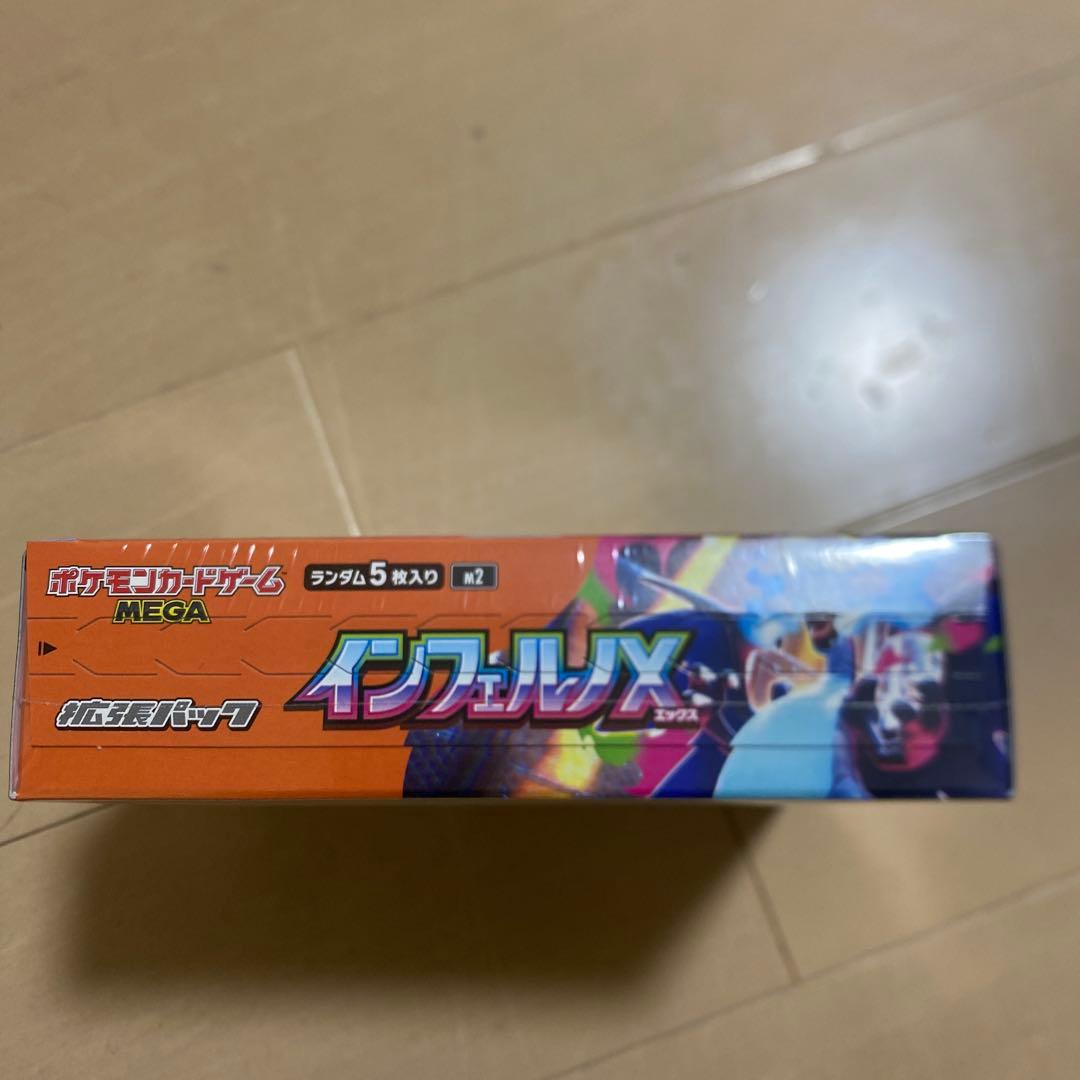 ポケモンカードゲーム
MEGA
ランダム5枚入り
M2
インフェルノX
エックス
拡張パック